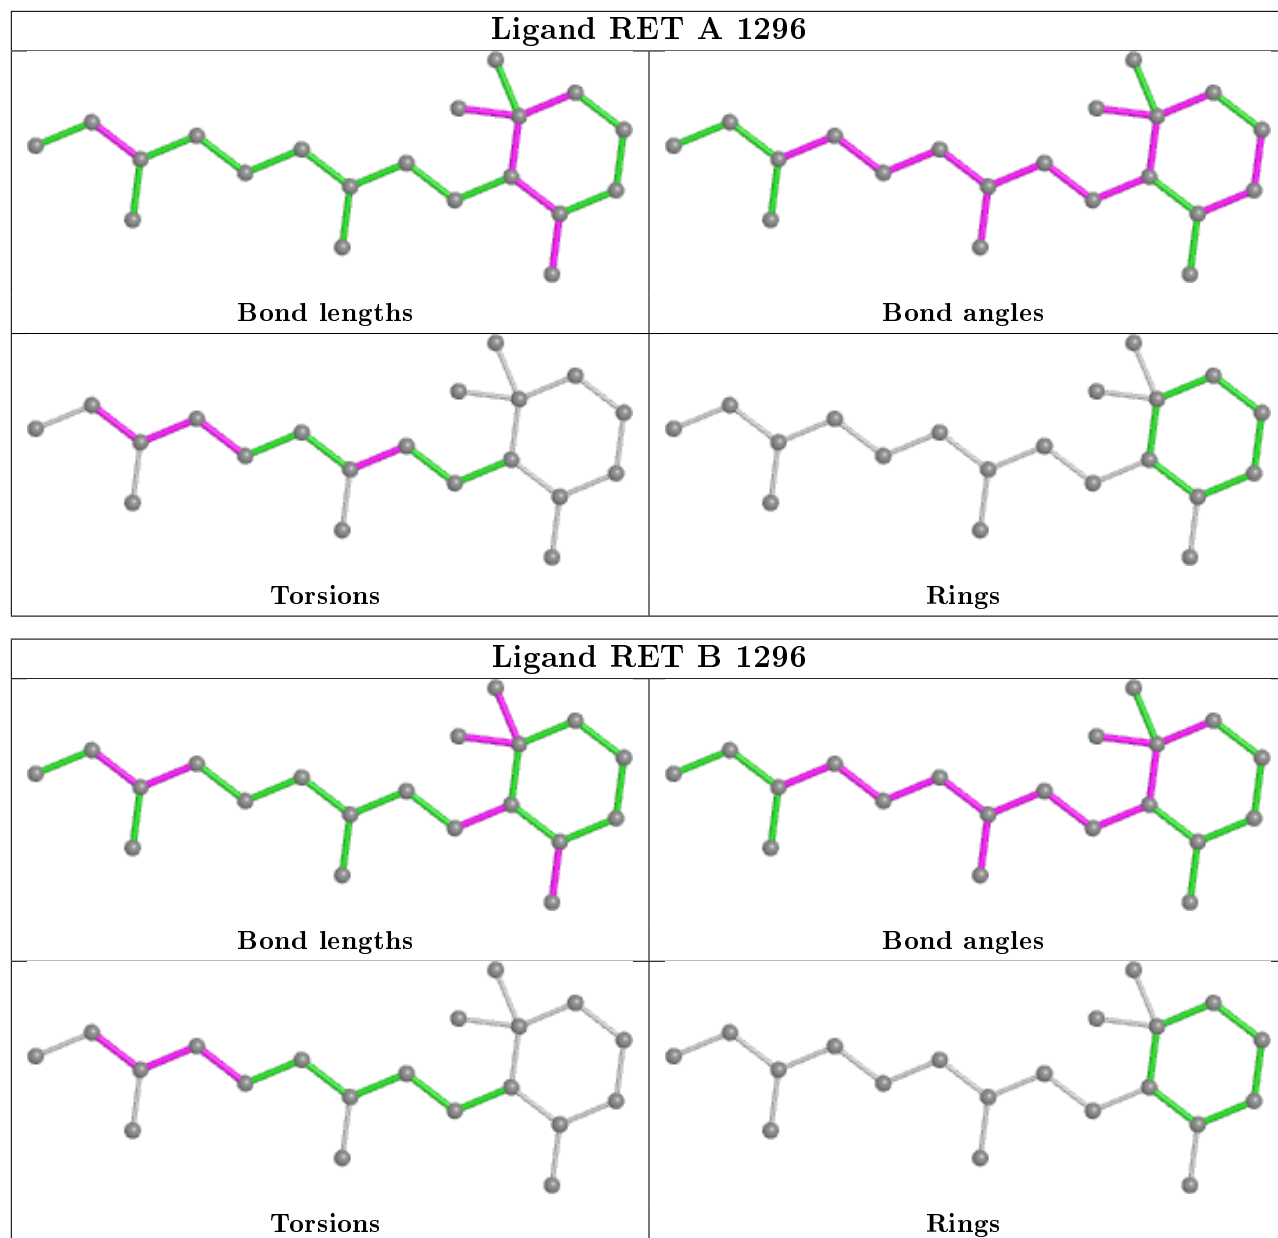 Ligand RET A 1296
Bond lengths
Bond angles
Torsions
Rings
Ligand RET B 1296
Bond lengths
Bond angles
Torsions
Rings